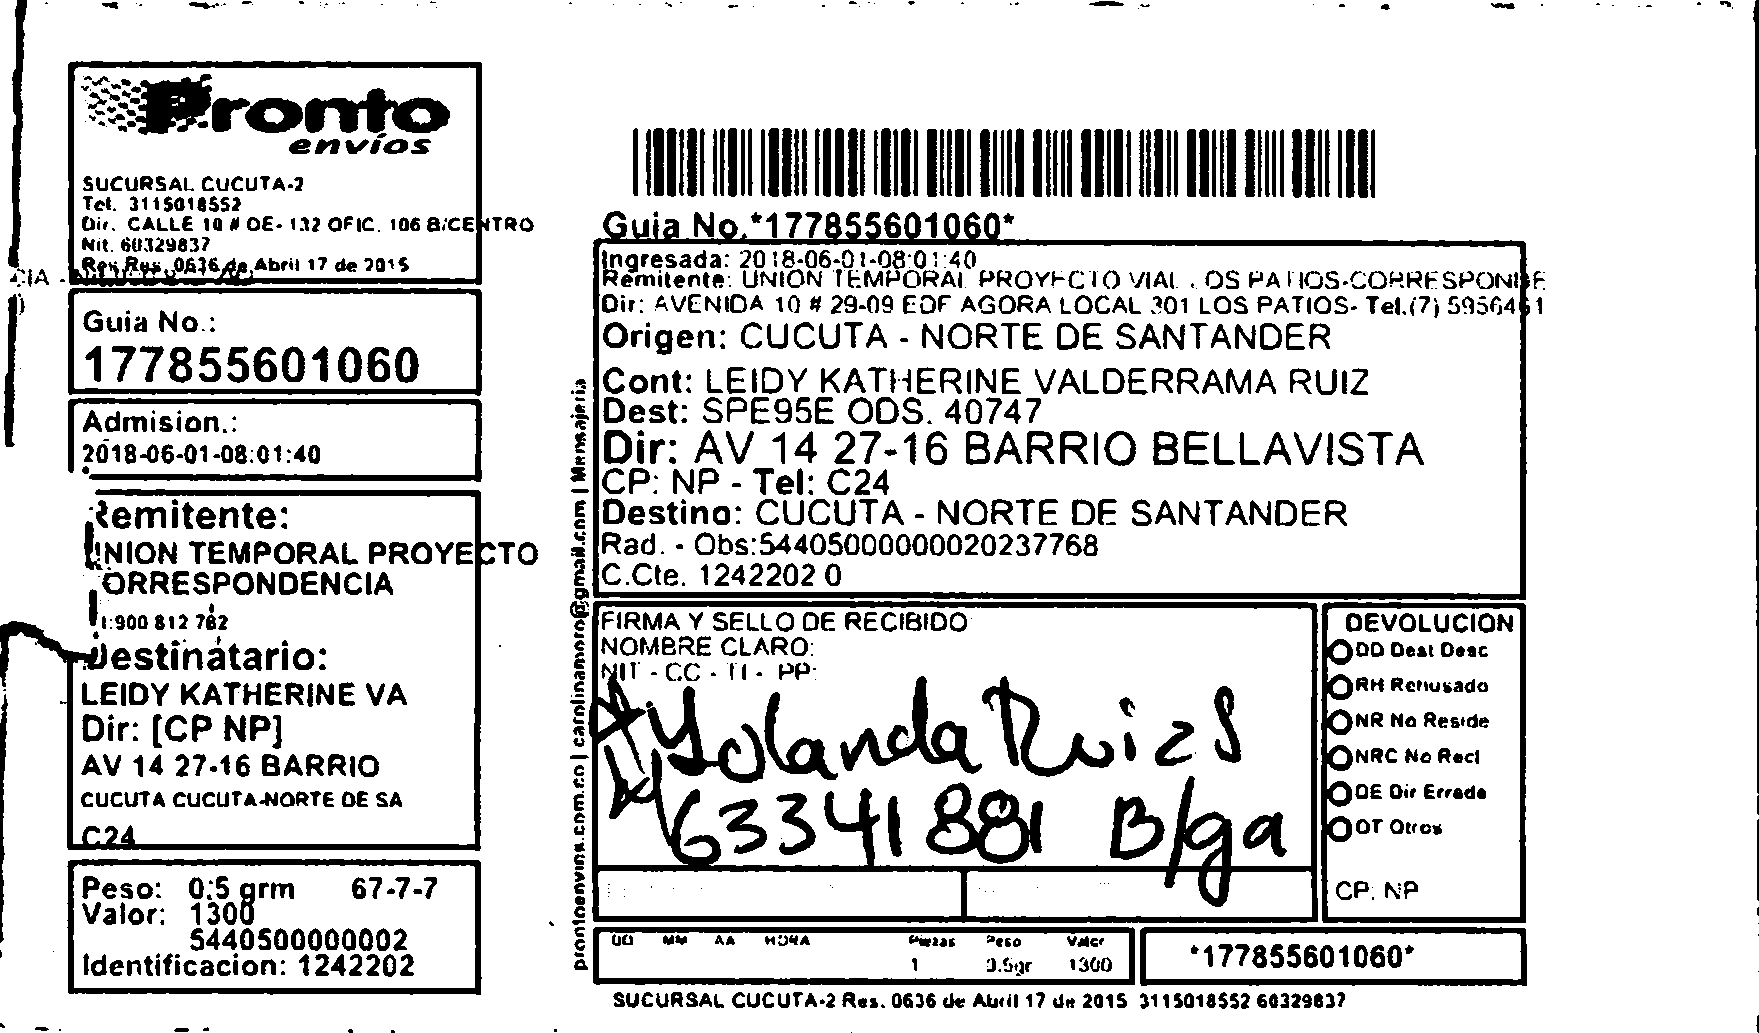 Pronto
envíos
SUCURSAL CUCUTA-2
Tel. 3115018552
Dir. CALLE 10 # OE- 132 OFIC. 106 B/CENTRO
Nit. 60329837
Res. 0636 de Abril 17 de 2015
Guia No.:
177855601060
Admision.:
2018-06-01-08:01:40
Remitente:
UNION TEMPORAL PROYECTO
CORRESPONDENCIA
:900 812 782
Destinatario:
LEIDY KATHERINE VA
Dir: [CP NP]
AV 14 27-16 BARRIO
CUCUTA CUCUTA-NORTE DE SA
C24
Peso: 0.5 grm 67-7-7
Valor: 1300
5440500000002
Identificacion: 1242202
prontoenvios.com.co | carolinamoro@gmail.com | Mensajeria
Guia No.*177855601060*
Ingresada: 2018-06-01-08:01:40
Remitente: UNION TEMPORAL PROYECTO VIAL LOS PATIOS-CORRESPONDE
Dir: AVENIDA 10 # 29-09 EDF AGORA LOCAL 301 LOS PATIOS- Tel.(7) 5956461
Origen: CUCUTA - NORTE DE SANTANDER
Cont: LEIDY KATHERINE VALDERRAMA RUIZ
Dest: SPE95E ODS. 40747
Dir: AV 14 27-16 BARRIO BELLAVISTA
CP: NP - Tel: C24
Destino: CUCUTA - NORTE DE SANTANDER
Rad. - Obs:54405000000020237768
C.Cte. 1242202 0
FIRMA Y SELLO DE RECIBIDO
NOMBRE CLARO:
NIT - CC - TI - PP:
Yolanda Ruiz S
63341881 B/ga
DEVOLUCION
DD Dest Desc
RH Rehusado
NR No Reside
NRC No Recl
DE Dir Errada
OT Otros
CP: NP
DD MM AA HORA Piezas Peso Valor
1 0.5gr 1300
*177855601060*
SUCURSAL CUCUTA-2 Res. 0636 de Abril 17 de 2015 3115018552 60329837